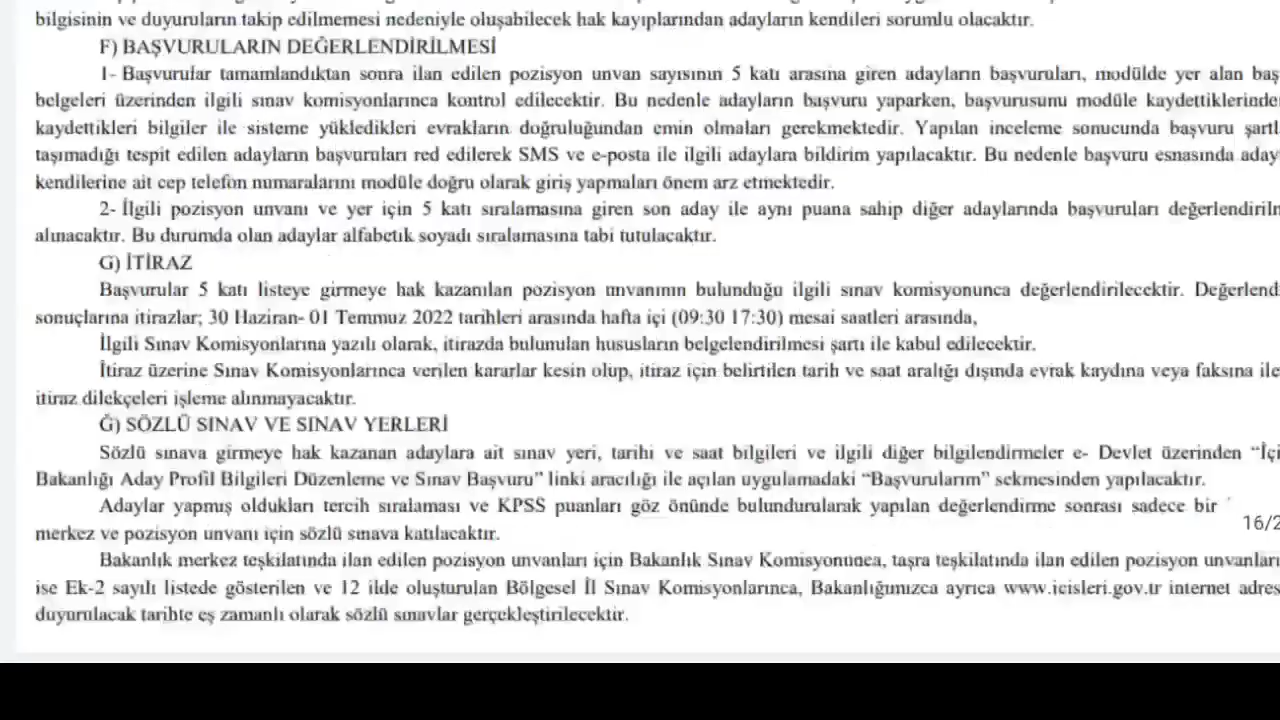 bilgisinin ve duyuruların takip edilmemesi nedeniyle oluşabilecek hak kayıplarından adayların kendileri sorumlu olacaktır.
F) BAŞVURULARIN DEĞERLENDİRİLMESİ
1- Başvurular tamamlandıktan sonra ilan edilen pozisyon unvan sayısının 5 katı arasına giren adayların başvuruları, modülde yer alan baş
belgeleri üzerinden ilgili sınav komisyonlarınca kontrol edilecektir. Bu nedenle adayların başvuru yaparken, başvurusunu modüle kaydettiklerinde
kaydettikleri bilgiler ile sisteme yükledikleri evrakların doğruluğundan emin olmaları gerekmektedir. Yapılan inceleme sonucunda başvuru şartl
taşımadığı tespit edilen adayların başvuruları red edilerek SMS ve e-posta ile ilgili adaylara bildirim yapılacaktır. Bu nedenle başvuru esnasında aday
kendilerine ait cep telefon numaralarını modüle doğru olarak giriş yapmaları önem arz etmektedir.
2- İlgili pozisyon unvanı ve yer için 5 katı sıralamasına giren son aday ile aynı puana sahip diğer adaylarında başvuruları değerlendiriln
alınacaktır. Bu durumda olan adaylar alfabetik soyadı sıralamasına tabi tutulacaktır.
G) İTİRAZ
Başvurular 5 katı listeye girmeye hak kazanılan pozisyon unvanının bulunduğu ilgili sınav komisyonunca değerlendirilecektir. Değerlend
sonuçlarına itirazlar; 30 Haziran- 01 Temmuz 2022 tarihleri arasında hafta içi (09:30 17:30) mesai saatleri arasında,
İlgili Sınav Komisyonlarına yazılı olarak, itirazda bulunulan hususların belgelendirilmesi şartı ile kabul edilecektir.
İtiraz üzerine Sınav Komisyonlarınca verilen kararlar kesin olup, itiraz için belirtilen tarih ve saat aralığı dışında evrak kaydına veya faksına ile
itiraz dilekçeleri işleme alınmayacaktır.
Ğ) SÖZLÜ SINAV VE SINAV YERLERİ
Sözlü sınava girmeye hak kazanan adaylara ait sınav yeri, tarihi ve saat bilgileri ve ilgili diğer bilgilendirmeler e- Devlet üzerinden “İçi
Bakanlığı Aday Profil Bilgileri Düzenleme ve Sınav Başvuru” linki aracılığı ile açılan uygulamadaki “Başvurularım” sekmesinden yapılacaktır.
Adaylar yapmış oldukları tercih sıralaması ve KPSS puanları göz önünde bulundurularak yapılan değerlendirme sonrası sadece bir
16/2
merkez ve pozisyon unvanı için sözlü sınava katılacaktır.
Bakanlık merkez teşkilatında ilan edilen pozisyon unvanları için Bakanlık Sınav Komisyonunca, taşra teşkilatında ilan edilen pozisyon unvanları
ise Ek-2 sayılı listede gösterilen ve 12 ilde oluşturulan Bölgesel İl Sınav Komisyonlarınca, Bakanlığımızca ayrıca www.icisleri.gov.tr internet adres
duyurulacak tarihte eş zamanlı olarak sözlü sınavlar gerçekleştirilecektir.